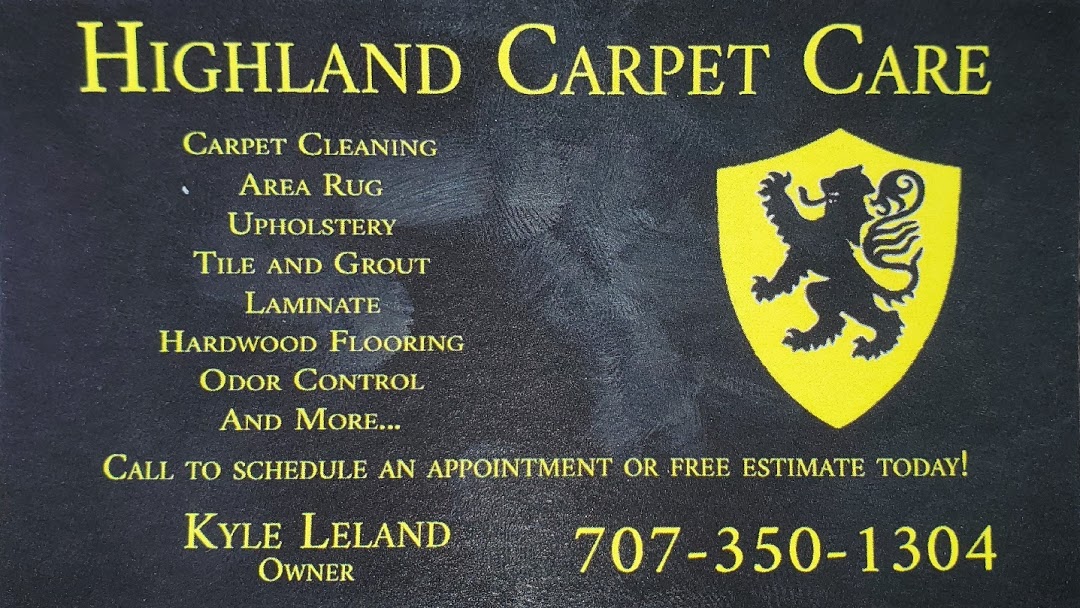 Highland Carpet Care
Carpet Cleaning
Area Rug
Upholstery
Tile and Grout
Laminate
Hardwood Flooring
Odor Control
And More...
Call to schedule an appointment or free estimate today!
Kyle Leland
Owner
707-350-1304